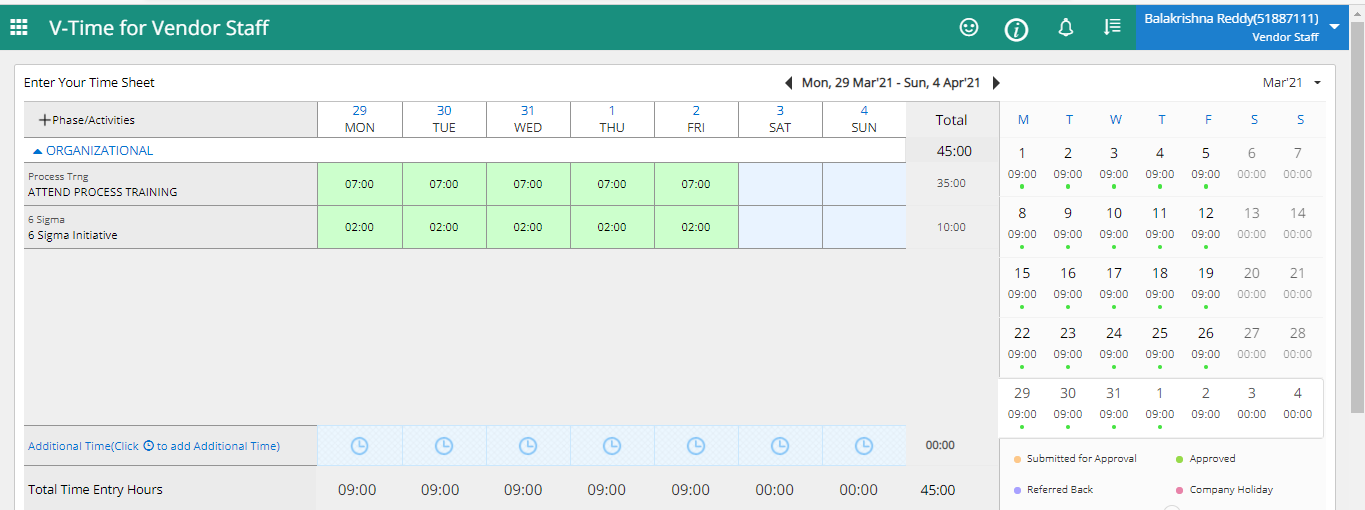 V-Time for Vendor Staff
Balakrishna Reddy(51887111)
Vendor Staff
Enter Your Time Sheet
Mon, 29 Mar'21 - Sun, 4 Apr'21
Mar'21
Phase/Activities
29 30 31 1 2 3 4
MON TUE WED THU FRI SAT SUN
Total
ORGANIZATIONAL 45:00
Process Trng
ATTEND PROCESS TRAINING
07:00 07:00 07:00 07:00 07:00 35:00
6 Sigma
6 Sigma Initiative
02:00 02:00 02:00 02:00 02:00 10:00
Additional Time(Click to add Additional Time) 00:00
Total Time Entry Hours 09:00 09:00 09:00 09:00 09:00 00:00 00:00 45:00
M T W T F S S
1 2 3 4 5 6 7
09:00 09:00 09:00 09:00 09:00 00:00 00:00
8 9 10 11 12 13 14
09:00 09:00 09:00 09:00 09:00 00:00 00:00
15 16 17 18 19 20 21
09:00 09:00 09:00 09:00 09:00 00:00 00:00
22 23 24 25 26 27 28
09:00 09:00 09:00 09:00 09:00 00:00 00:00
29 30 31 1 2 3 4
09:00 09:00 09:00 09:00 09:00 00:00 00:00
Submitted for Approval Approved
Referred Back Company Holiday